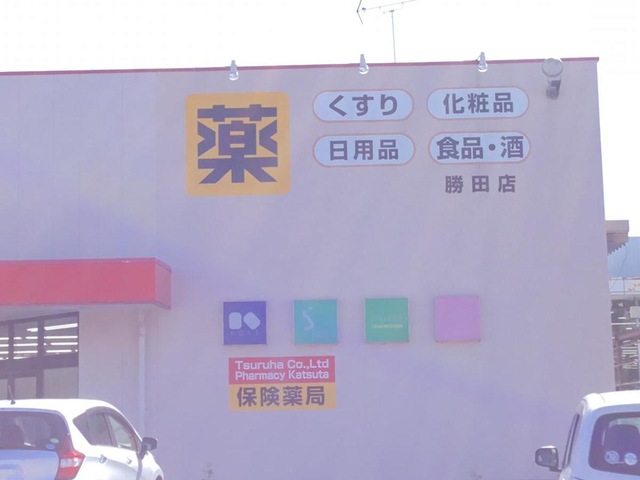 薬
くすり
化粧品
日用品
食品・酒
勝田店
Tsuruha Co.,Ltd
Pharmacy Katsuta
保険薬局